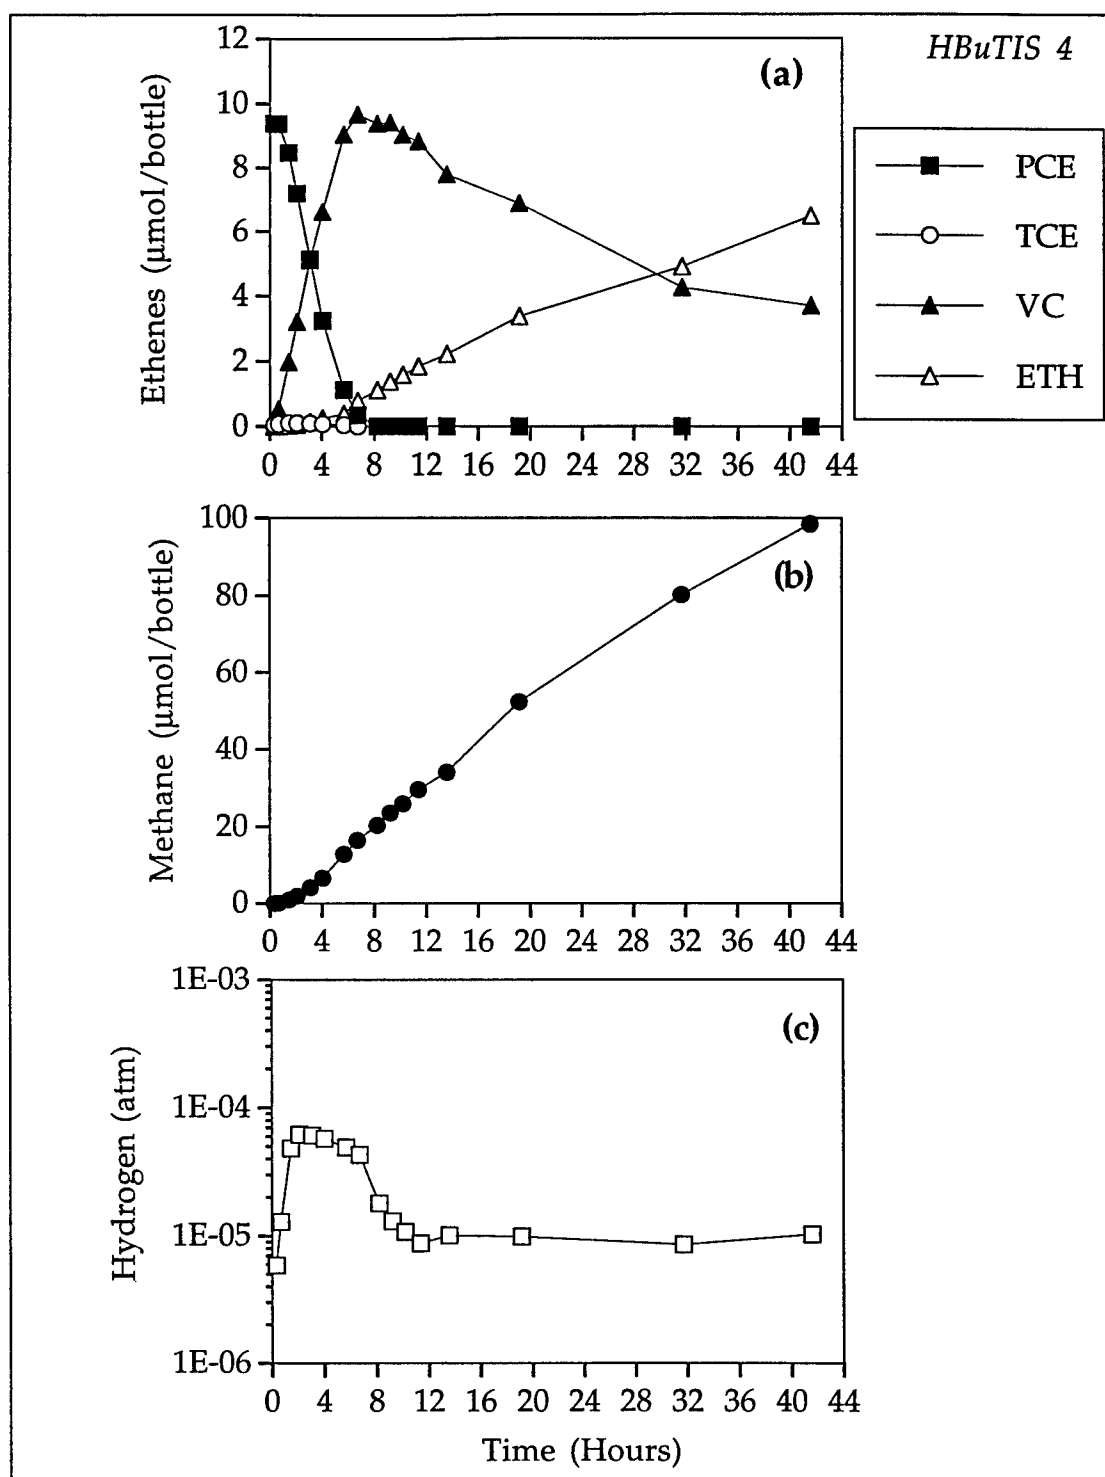 HBuTIS 4
(a)
Ethenes (µmol/bottle)
12
10
8
6
4
2
0
0 4 8 12 16 20 24 28 32 36 40 44
PCE
TCE
VC
ETH
(b)
Methane (µmol/bottle)
100
80
60
40
20
0
0 4 8 12 16 20 24 28 32 36 40 44
(c)
Hydrogen (atm)
1E-03
1E-04
1E-05
1E-06
0 4 8 12 16 20 24 28 32 36 40 44
Time (Hours)